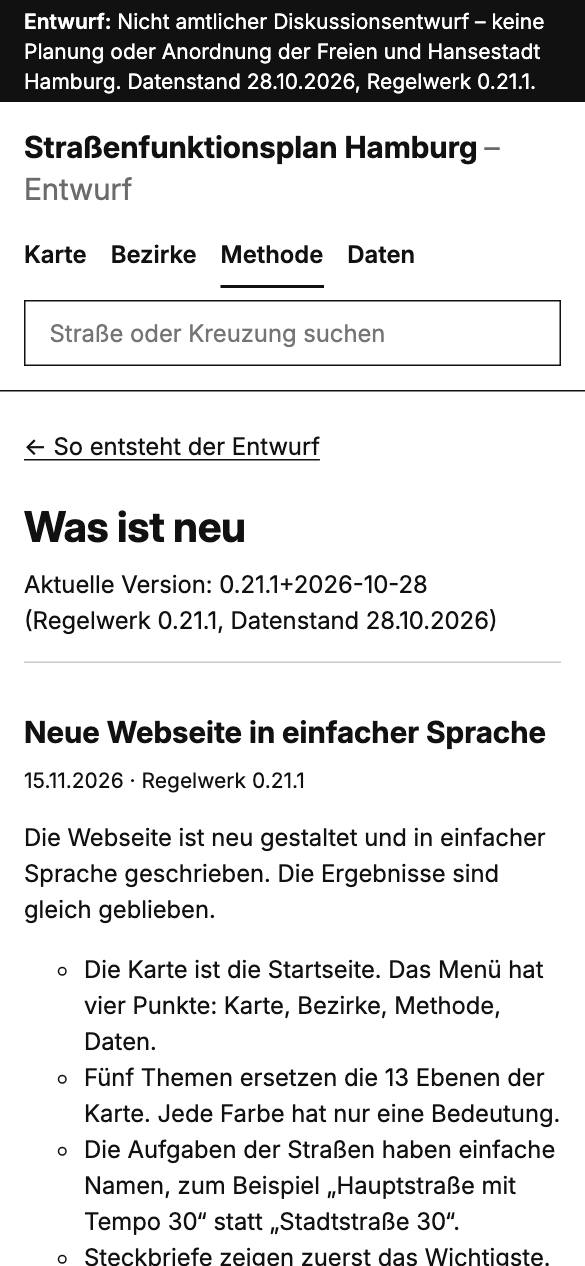 Entwurf: Nicht amtlicher Diskussionsentwurf – keine
Planung oder Anordnung der Freien und Hansestadt
Hamburg. Datenstand 28.10.2026, Regelwerk 0.21.1.
Straßenfunktionsplan Hamburg –
Entwurf
Karte Bezirke Methode Daten
Straße oder Kreuzung suchen
← So entsteht der Entwurf
Was ist neu
Aktuelle Version: 0.21.1+2026-10-28
(Regelwerk 0.21.1, Datenstand 28.10.2026)
Neue Webseite in einfacher Sprache
15.11.2026 · Regelwerk 0.21.1
Die Webseite ist neu gestaltet und in einfacher
Sprache geschrieben. Die Ergebnisse sind
gleich geblieben.
◦ Die Karte ist die Startseite. Das Menü hat
vier Punkte: Karte, Bezirke, Methode,
Daten.
◦ Fünf Themen ersetzen die 13 Ebenen der
Karte. Jede Farbe hat nur eine Bedeutung.
◦ Die Aufgaben der Straßen haben einfache
Namen, zum Beispiel „Hauptstraße mit
Tempo 30“ statt „Stadtstraße 30“.
◦ Steckbriefe zeigen zuerst das Wichtigste.